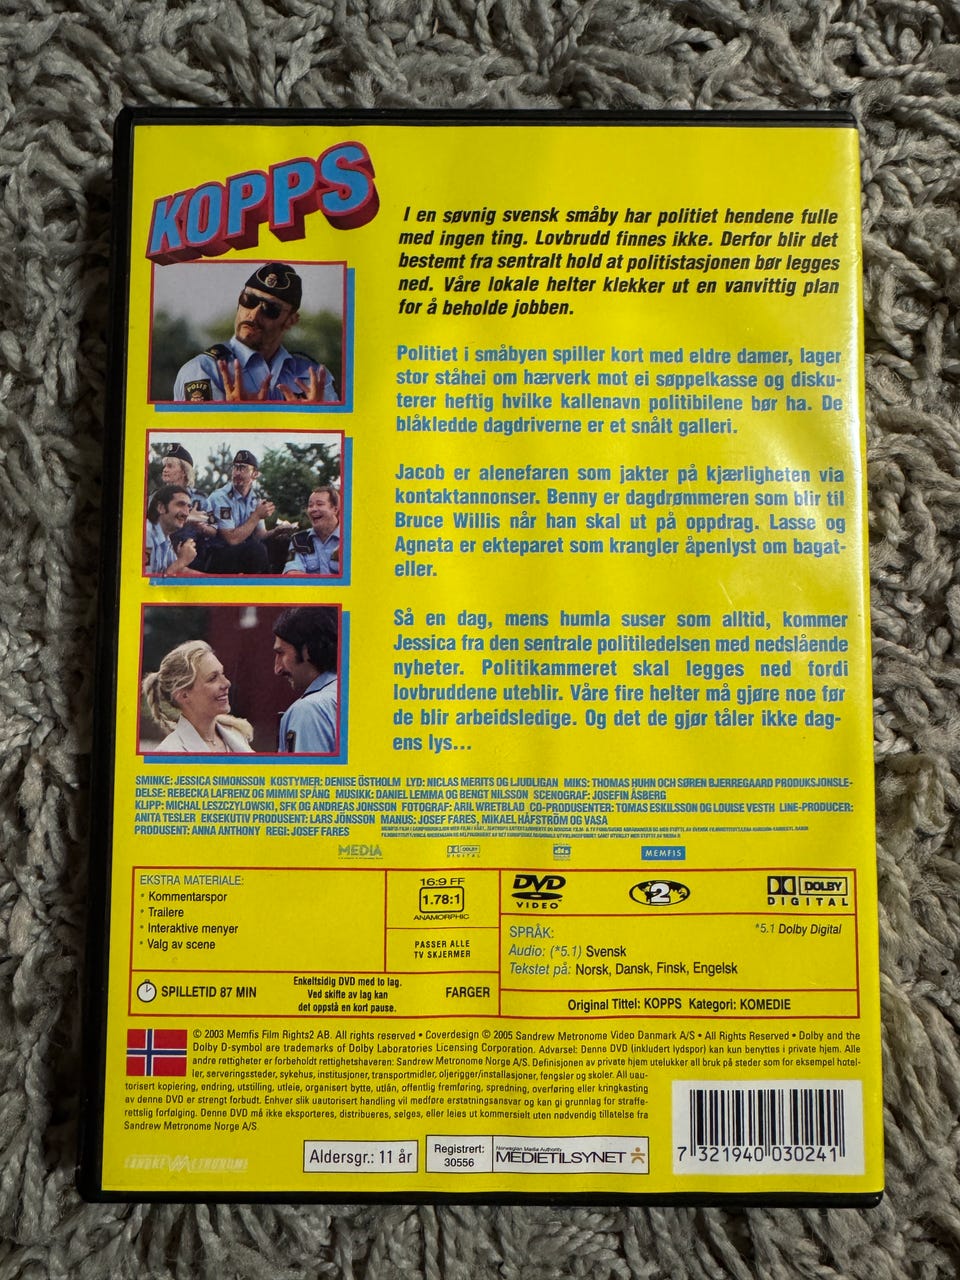 KOPPS
I en søvnig svensk småby har politiet hendene fulle
med ingen ting. Lovbrudd finnes ikke. Derfor blir det
bestemt fra sentralt hold at politistasjonen bør legges
ned. Våre lokale helter klekker ut en vanvittig plan
for å beholde jobben.
Politiet i småbyen spiller kort med eldre damer, lager
stor ståhei om hærverk mot ei søppelkasse og disku-
terer heftig hvilke kallenavn politibilene bør ha. De
blåkledde dagdriverne er et snålt galleri.
Jacob er alenefaren som jakter på kjærligheten via
kontaktannonser. Benny er dagdrømmeren som blir til
Bruce Willis når han skal ut på oppdrag. Lasse og
Agneta er ekteparet som krangler åpenlyst om bagat-
eller.
Så en dag, mens humla suser som alltid, kommer
Jessica fra den sentrale politiledelsen med nedslående
nyheter. Politikammeret skal legges ned fordi
lovbruddene uteblir. Våre fire helter må gjøre noe før
de blir arbeidsledige. Og det de gjør tåler ikke dag-
ens lys...
POLIS
SMINKE: JESSICA SIMONSSON KOSTYMER: DENISE ÖSTHOLM LYD: NICLAS MERITS OG LJUDLIGAN MIKS: THOMAS HUHN OCH SØREN BJERREGAARD PRODUKSJONSLE-
DELSE: REBECKA LAFRENZ OG MIMMI SPÅNG MUSIKK: DANIEL LEMMA OG BENGT NILSSON SCENOGRAF: JOSEFIN ÅSBERG
KLIPP: MICHAL LESZCZYLOWSKI, SFK OG ANDREAS JONSSON FOTOGRAF: ARIL WRETBLAD CO-PRODUSENTER: TOMAS ESKILSSON OG LOUISE VESTH LINE-PRODUCER:
ANITA TESLER EKSEKUTIV PRODUSENT: LARS JÖNSSON MANUS: JOSEF FARES, MIKAEL HÅFSTRÖM OG VASA
PRODUSENT: ANNA ANTHONY REGI: JOSEF FARES
MEDIA
DOLBY DIGITAL
dts
MEMFIS
EKSTRA MATERIALE:
• Kommentarspor
• Trailere
• Interaktive menyer
• Valg av scene
16:9 FF
1.78:1
ANAMORPHIC
PASSER ALLE
TV SKJERMER
SPILLETID 87 MIN
Enkeltsidig DVD med to lag.
Ved skifte av lag kan
det oppstå en kort pause.
FARGER
DVD
VIDEO
2
DOLBY
DIGITAL
*5.1 Dolby Digital
SPRÅK:
Audio: (*5.1) Svensk
Tekstet på: Norsk, Dansk, Finsk, Engelsk
Original Tittel: KOPPS Kategori: KOMEDIE
© 2003 Memfis Film Rights2 AB. All rights reserved • Coverdesign © 2005 Sandrew Metronome Video Danmark A/S • All Rights Reserved • Dolby and the
Dolby D-symbol are trademarks of Dolby Laboratories Licensing Corporation. Advarsel: Denne DVD (inkludert lydspor) kan kun benyttes i private hjem. Alle
andre rettigheter er forbeholdt rettighetshaveren: Sandrew Metronome Norge A/S. Definisjonen av private hjem utelukker all bruk på steder som for eksempel hotel-
ler, serveringssteder, sykehus, institusjoner, transportmidler, oljerigger/installasjoner, fengsler og skoler. All uau-
torisert kopiering, endring, utstilling, utleie, organisert bytte, utlån, offentlig fremføring, spredning, overføring eller kringkasting
av denne DVD er strengt forbudt. Enhver slik uautorisert handling vil medføre erstatningsansvar og kan gi grunnlag for straffe-
rettslig forfølging. Denne DVD må ikke eksporteres, distribueres, selges, eller leies ut kommersielt uten nødvendig tillatelse fra
Sandrew Metronome Norge A/S.
SANDREW METRONOME
Aldersgr.: 11 år
Registrert:
30556
Norwegian Media Authority
MEDIETILSYNET
7 321940 030241